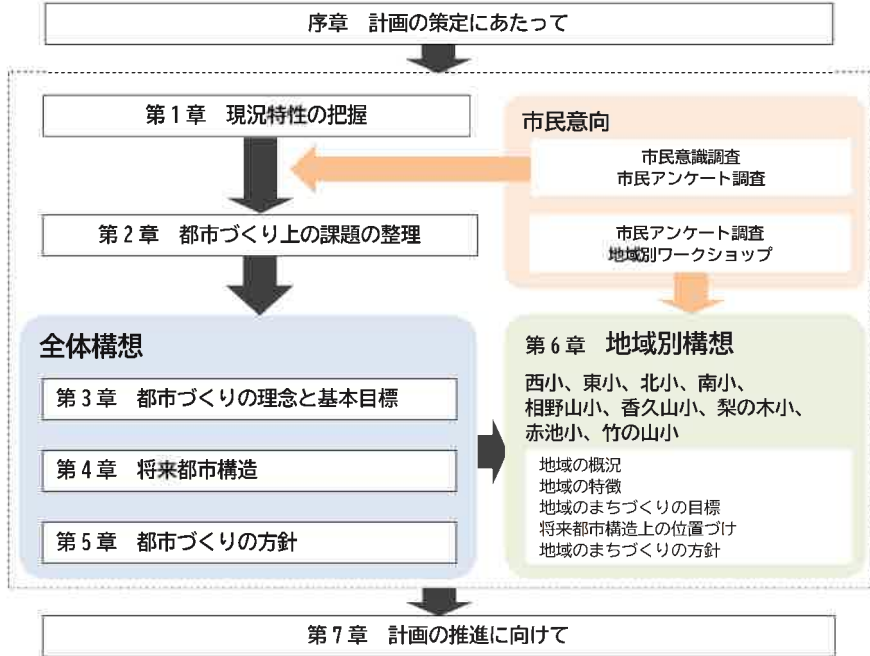 序章 計画の策定にあたって
第1章 現況特性の把握
市民意向
市民意識調査
市民アンケート調査
第2章 都市づくり上の課題の整理
市民アンケート調査
地域別ワークショップ
全体構想
第3章 都市づくりの理念と基本目標
第4章 将来都市構造
第5章 都市づくりの方針
第6章 地域別構想
西小、東小、北小、南小、
相野山小、香久山小、梨の木小、
赤池小、竹の山小
地域の概況
地域の特徴
地域のまちづくりの目標
将来都市構造上の位置づけ
地域のまちづくりの方針
第7章 計画の推進に向けて